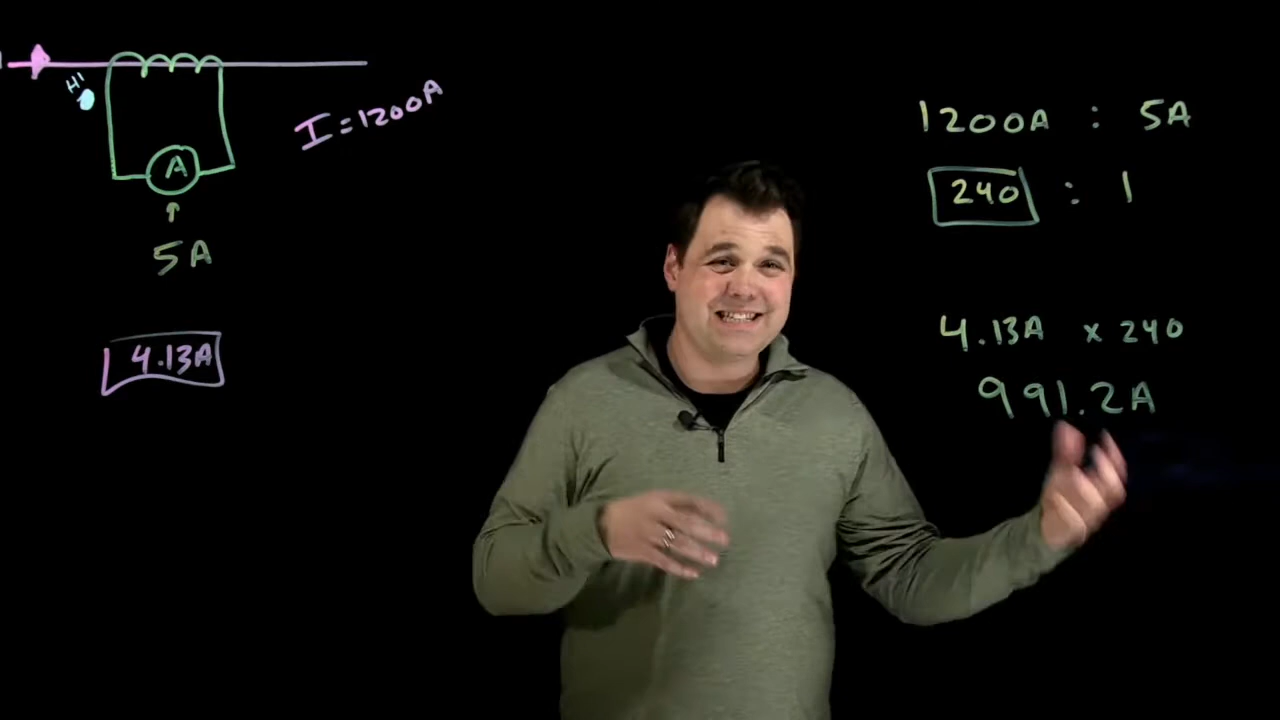 H1
I = 1200A
A
5A
4.13A
1200A : 5A
240 : 1
4.13A x 240
991.2A